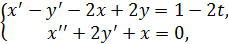 x′ − y′ − 2x + 2y = 1 − 2t,
x′′ + 2y′ + x = 0,